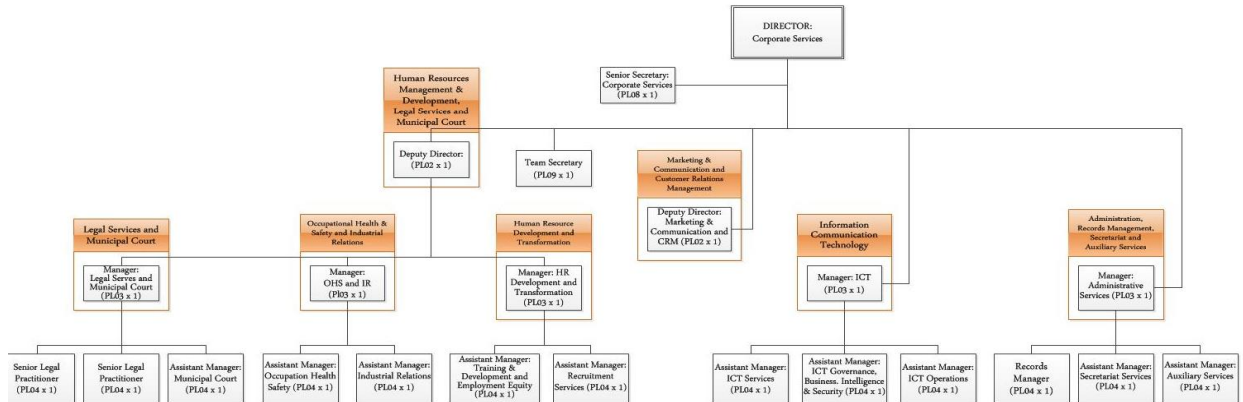 DIRECTOR:
Corporate Services
Senior Secretary:
Corporate Services
(PL08 x 1)
Human Resources
Management &
Development,
Legal Services and
Municipal Court
Deputy Director:
(PL02 x 1)
Team Secretary
(PL09 x 1)
Marketing &
Communication and
Customer Relations
Management
Deputy Director:
Marketing &
Communication and
CRM (PL02 x 1)
Legal Services and
Municipal Court
Manager:
Legal Serves and
Municipal Court
(PL03 x 1)
Occupational Health &
Safety and Industrial
Relations
Manager:
OHS and IR
(Pl03 x 1)
Human Resource
Development and
Transformation
Manager: HR
Development and
Transformation
(PL03 x 1)
Information
Communication
Technology
Manager: ICT
(PL03 x 1)
Administration,
Records Management,
Secretariat and
Auxiliary Services
Manager:
Administrative
Services (PL03 x 1)
Senior Legal
Practitioner
(PL04 x 1)
Senior Legal
Practitioner
(PL04 x 1)
Assistant Manager:
Municipal Court
(PL04 x 1)
Assistant Manager:
Occupation Health
Safety (PL04 x 1)
Assistant Manager:
Industrial Relations
(PL04 x 1)
Assistant Manager:
Training &
Development and
Employment Equity
(PL04 x 1)
Assistant Manager:
Recruitment
Services (PL04 x 1)
Assistant Manager:
ICT Services
(PL04 x 1)
Assistant Manager:
ICT Governance,
Business. Intelligence
& Security (PL04 x 1)
Assistant Manager:
ICT Operations
(PL04 x 1)
Records
Manager
(PL04 x 1)
Assistant Manager:
Secretariat Services
(PL04 x 1)
Assistant Manager:
Auxiliary Services
(PL04 x 1)